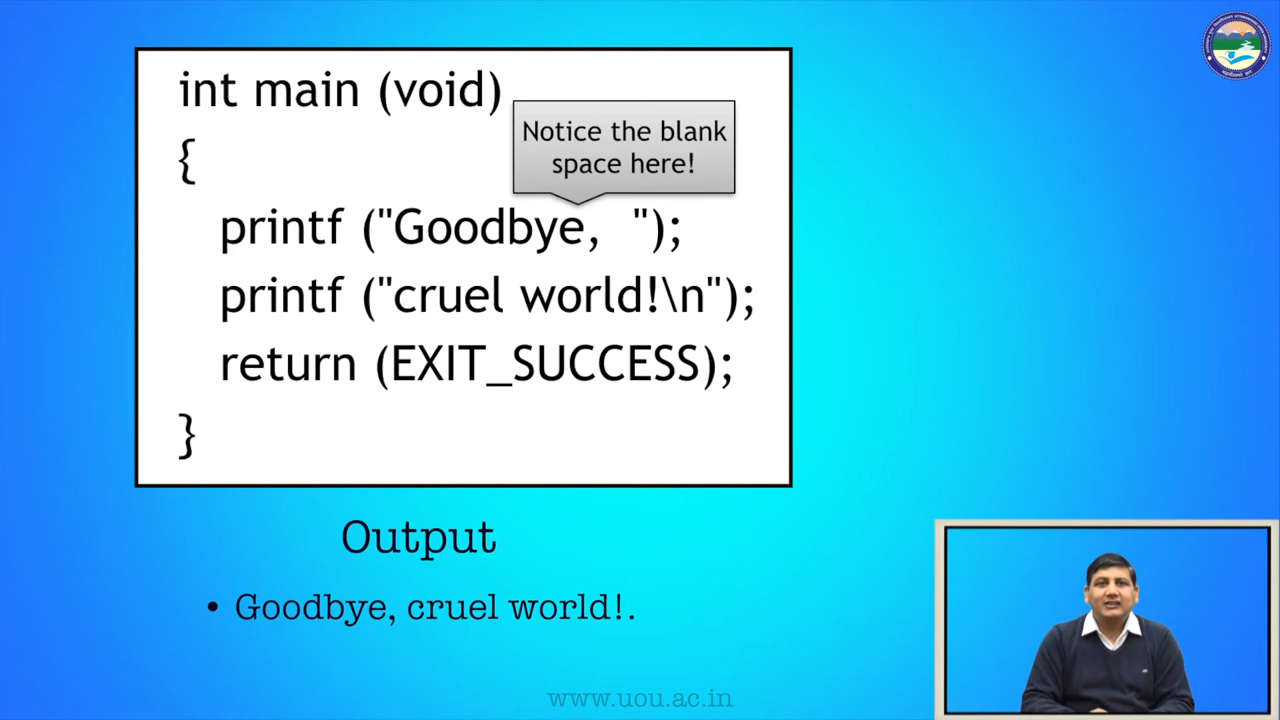 int main (void)
{
Notice the blank
space here!
printf ("Goodbye,  ");
printf ("cruel world!\n");
return (EXIT_SUCCESS);
}
Output
• Goodbye, cruel world!.
www.uou.ac.in